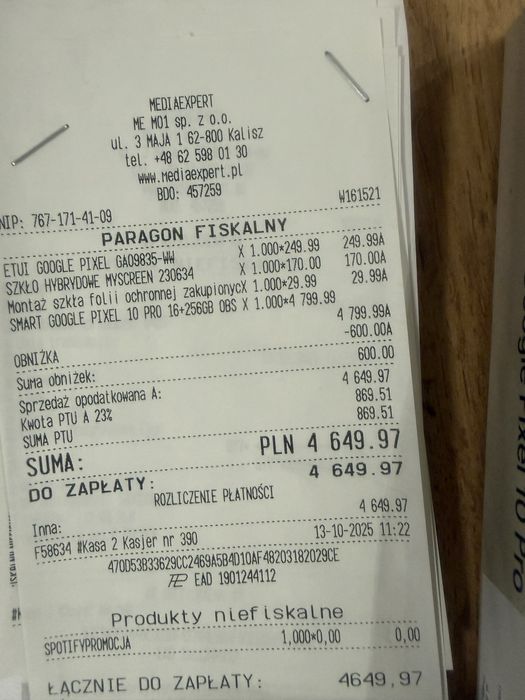 MEDIAEXPERT
ME M01 sp. z o.o.
ul. 3 MAJA 1 62-800 Kalisz
tel. +48 62 598 01 30
www.mediaexpert.pl
BDO: 457259
NIP: 767-171-41-09 W161521
PARAGON FISKALNY
ETUI GOOGLE PIXEL GA09835-WW X 1.000*249.99 249.99A
SZKŁO HYBRYDOWE MYSCREEN 230634 X 1.000*170.00 170.00A
Montaż szkła folii ochronnej zakupionycX 1.000*29.99 29.99A
SMART GOOGLE PIXEL 10 PRO 16+256GB OBS X 1.000*4 799.99
4 799.99A
OBNIŻKA -600.00A
Suma obniżek: 600.00
Sprzedaż opodatkowana A: 4 649.97
Kwota PTU A 23% 869.51
SUMA PTU 869.51
SUMA: PLN 4 649.97
DO ZAPŁATY: 4 649.97
ROZLICZENIE PŁATNOŚCI
Inna: 4 649.97
F58634 #Kasa 2 Kasjer nr 390 13-10-2025 11:22
470D53B33629CC2469A5B4D10AF48203182029CE
EAD 1901244112
Produkty niefiskalne
SPOTIFYPROMOCJA 1,000*0,00 0,00
ŁĄCZNIE DO ZAPŁATY: 4649,97
Pixel 10 Pro